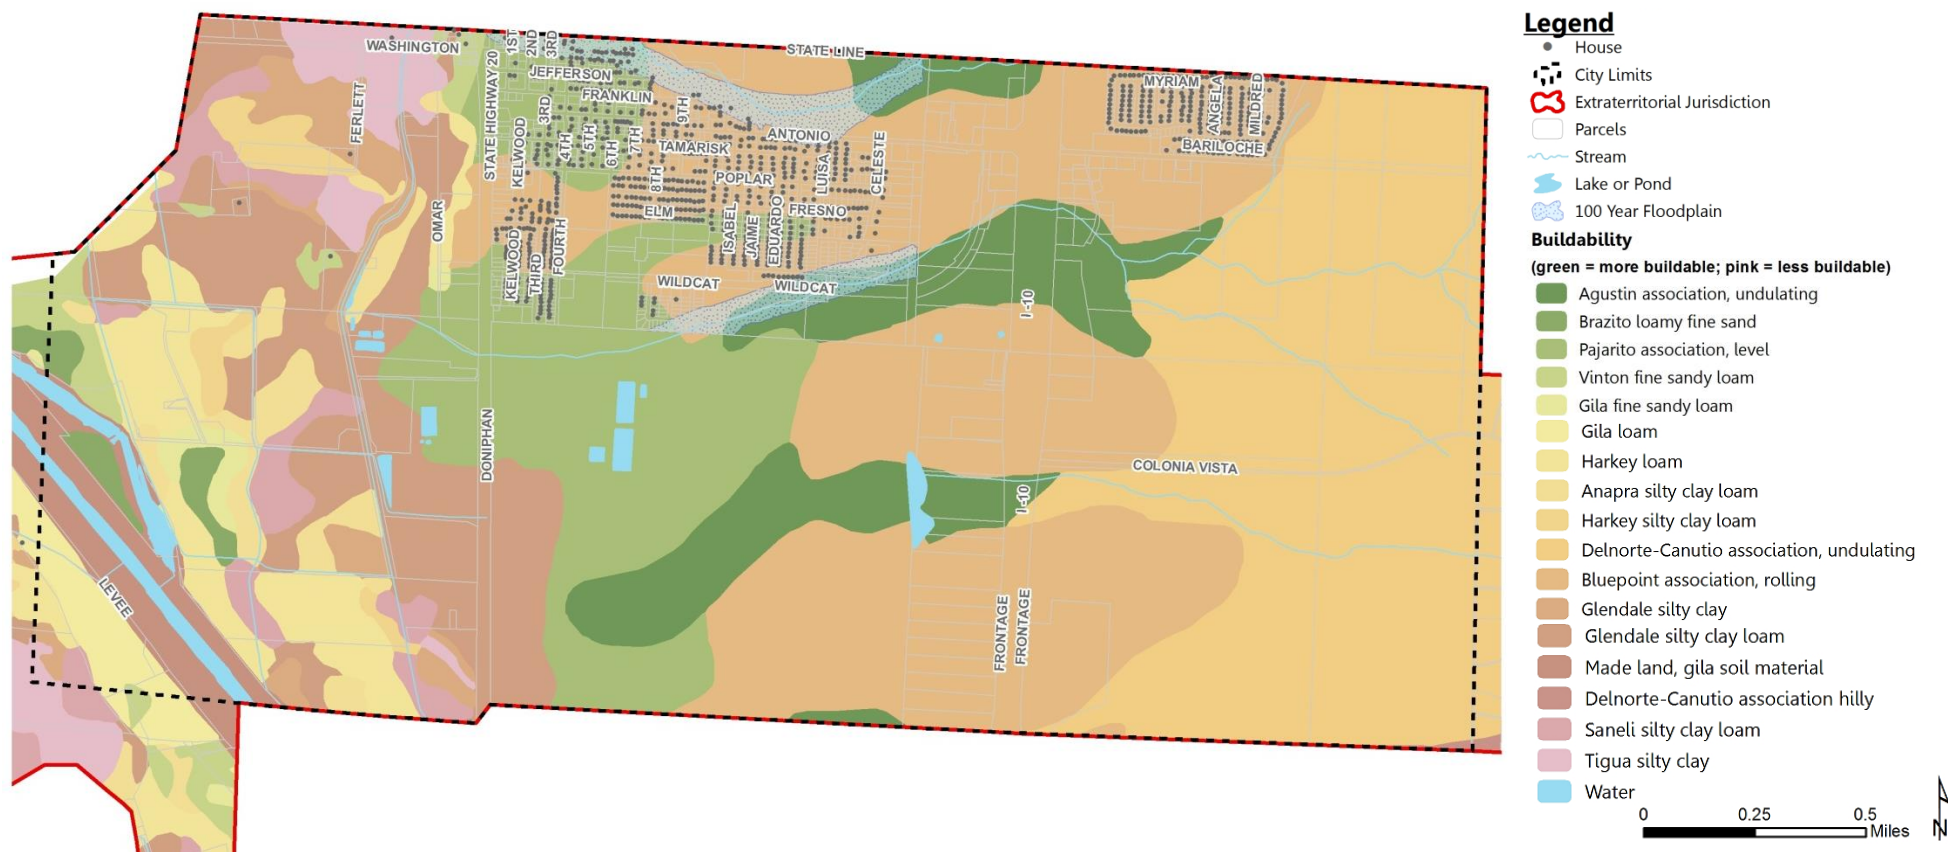 WASHINGTON
STATE HIGHWAY 20
1ST
2ND
3RD
STATE LINE
JEFFERSON
FRANKLIN
FERLETT
3RD
9TH
MYRIAM
ANGELA
MILDRED
KELWOOD
4TH
5TH
6TH
7TH
ANTONIO
TAMARISK
BARILOCHE
8TH
POPLAR
LUISA
CELESTE
OMAR
ELM
FRESNO
FOURTH
ISABEL
JAIME
EDUARDO
KELWOOD
THIRD
WILDCAT
WILDCAT
I-10
DONIPHAN
COLONIA VISTA
I-10
LEVEE
FRONTAGE
FRONTAGE
Legend
House
City Limits
Extraterritorial Jurisdiction
Parcels
Stream
Lake or Pond
100 Year Floodplain
Buildability
(green = more buildable; pink = less buildable)
Agustin association, undulating
Brazito loamy fine sand
Pajarito association, level
Vinton fine sandy loam
Gila fine sandy loam
Gila loam
Harkey loam
Anapra silty clay loam
Harkey silty clay loam
Delnorte-Canutio association, undulating
Bluepoint association, rolling
Glendale silty clay
Glendale silty clay loam
Made land, gila soil material
Delnorte-Canutio association hilly
Saneli silty clay loam
Tigua silty clay
Water
0 0.25 0.5
Miles
N